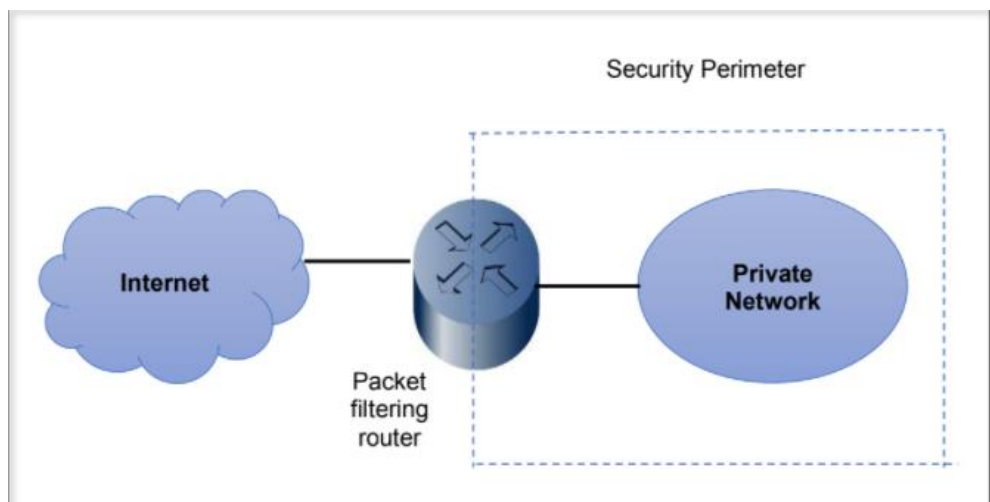 Security Perimeter
Internet
Private
Network
Packet
filtering
router